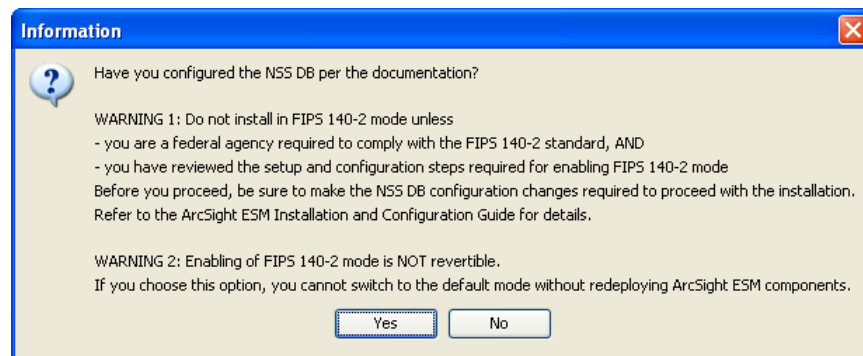 Information
Have you configured the NSS DB per the documentation?
WARNING 1: Do not install in FIPS 140-2 mode unless
- you are a federal agency required to comply with the FIPS 140-2 standard, AND
- you have reviewed the setup and configuration steps required for enabling FIPS 140-2 mode
Before you proceed, be sure to make the NSS DB configuration changes required to proceed with the installation.
Refer to the ArcSight ESM Installation and Configuration Guide for details.
WARNING 2: Enabling of FIPS 140-2 mode is NOT revertible.
If you choose this option, you cannot switch to the default mode without redeploying ArcSight ESM components.
Yes No